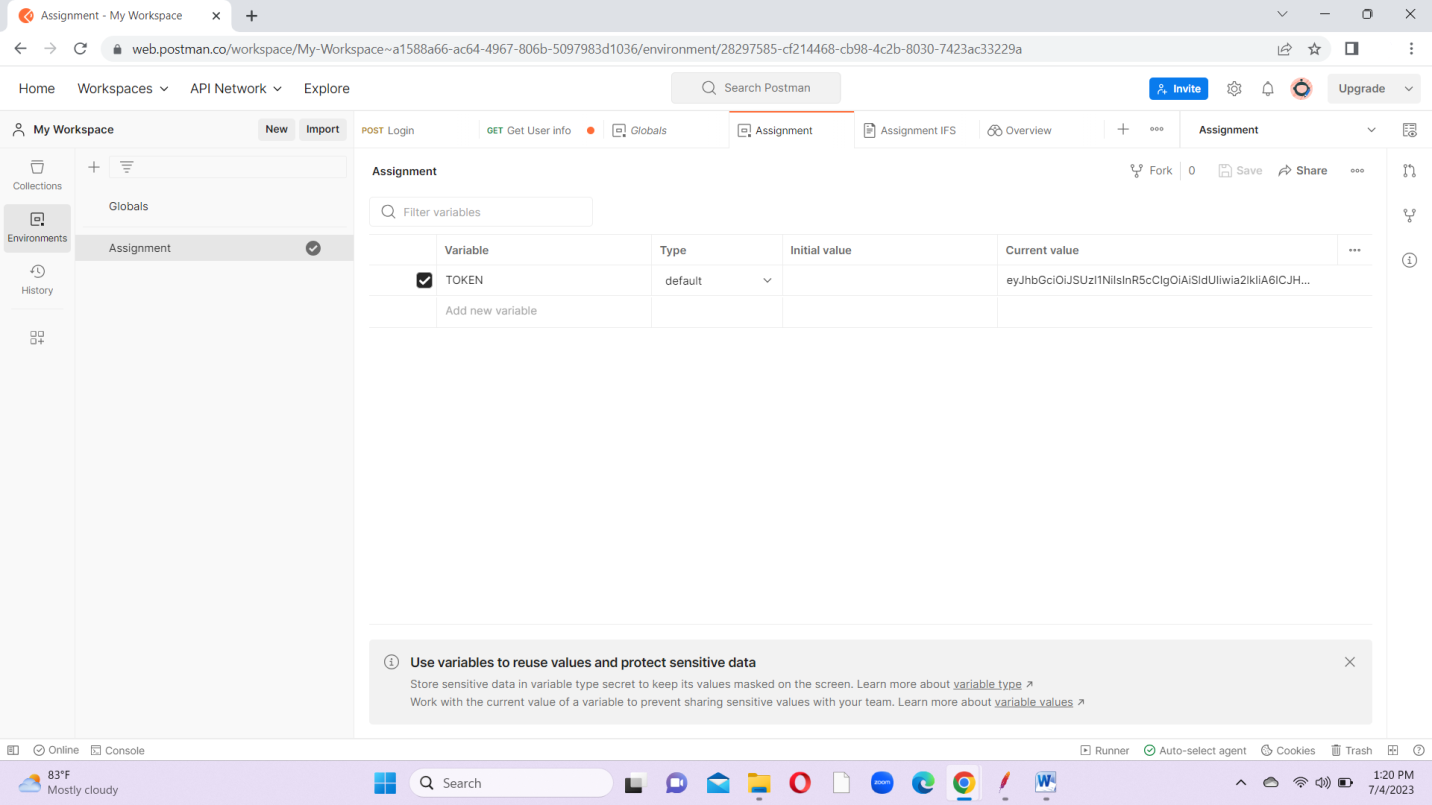 Assignment - My Workspace
web.postman.co/workspace/My-Workspace~a1588a66-ac64-4967-806b-5097983d1036/environment/28297585-cf214468-cb98-4c2b-8030-7423ac33229a
Home Workspaces API Network Explore Search Postman Invite Upgrade
My Workspace New Import POST Login GET Get User info Globals Assignment Assignment IFS Overview Assignment
Collections
Environments
History
Globals
Assignment
Assignment Fork 0 Save Share
Filter variables
Variable Type Initial value Current value
TOKEN default eyJhbGciOiJSUzI1NiIsInR5cCIgOiAiSldUIiwia2lkIiA6ICJH...
Add new variable
Use variables to reuse values and protect sensitive data
Store sensitive data in variable type secret to keep its values masked on the screen. Learn more about variable type ↗
Work with the current value of a variable to prevent sharing sensitive values with your team. Learn more about variable values ↗
Online Console Runner Auto-select agent Cookies Trash
83°F
Mostly cloudy
Search
zoom
1:20 PM
7/4/2023